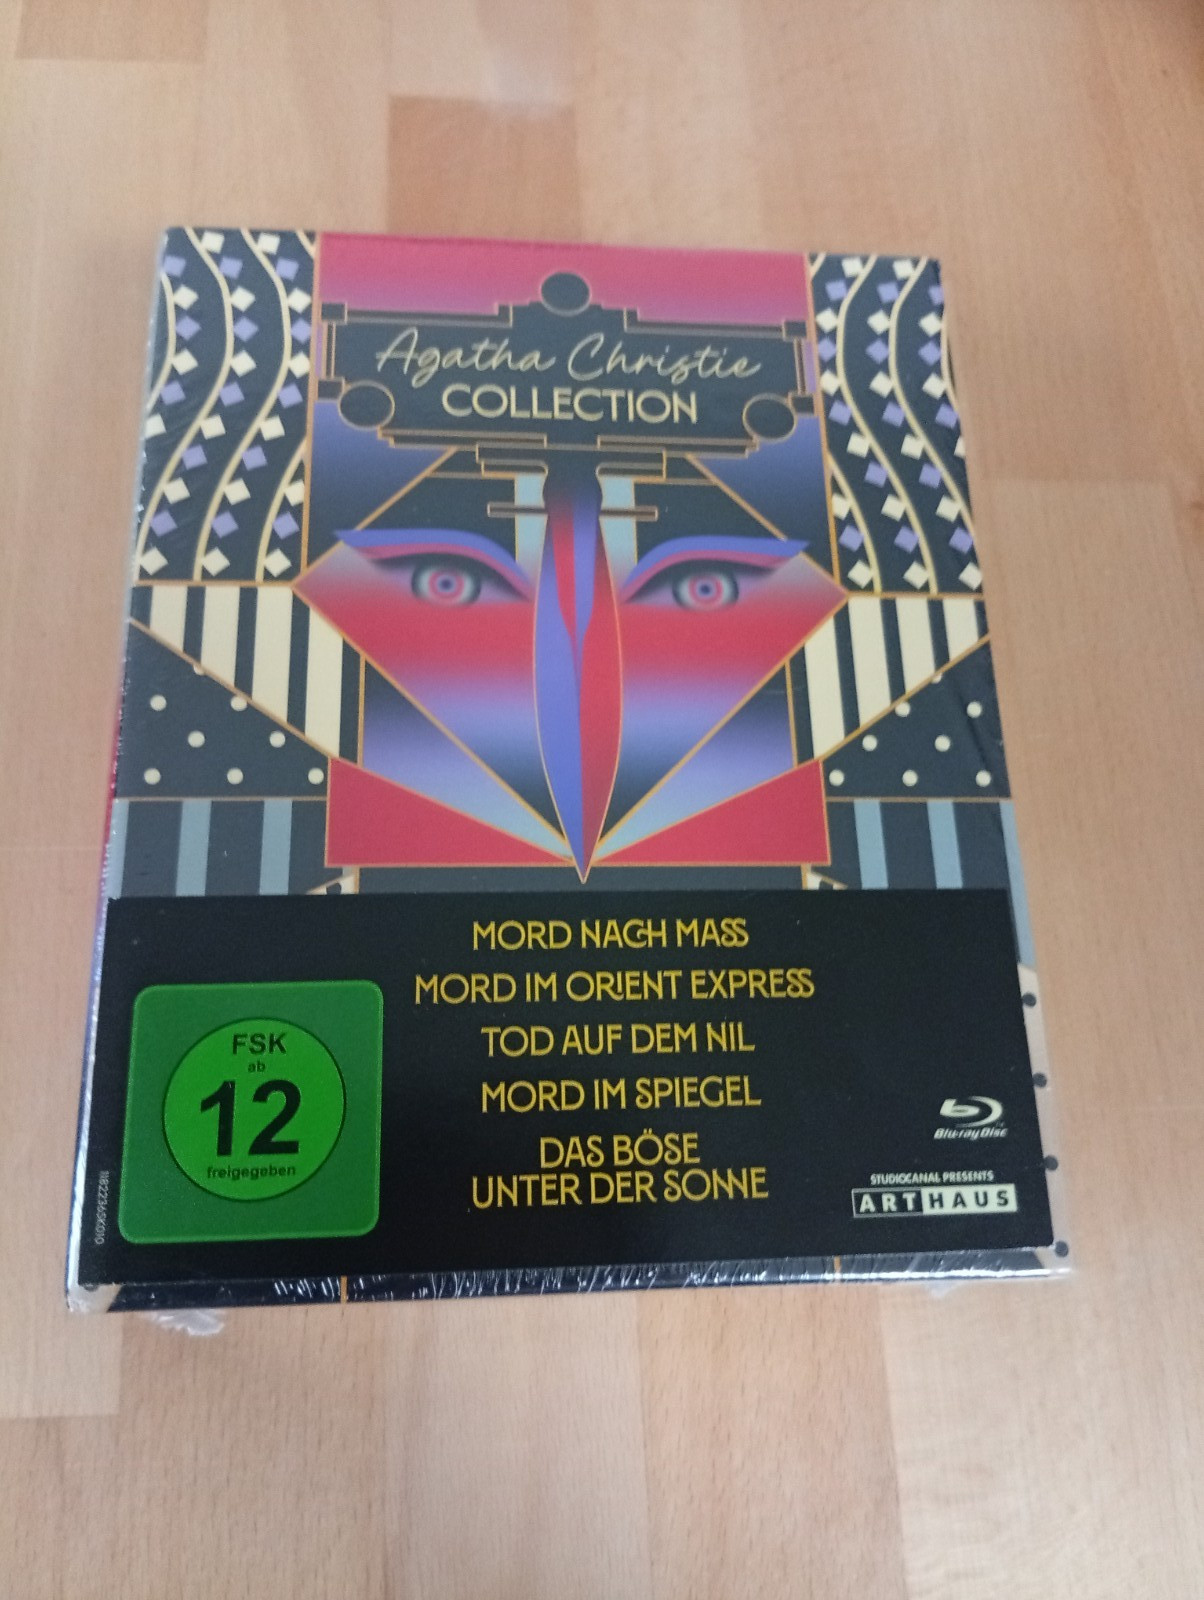 Agatha Christie
COLLECTION
MORD NACH MASS
MORD IM ORIENT EXPRESS
TOD AUF DEM NIL
MORD IM SPIEGEL
DAS BÖSE
UNTER DER SONNE
FSK
ab
12
freigegeben
Blu-ray Disc
STUDIOCANAL PRESENTS
ARTHAUS